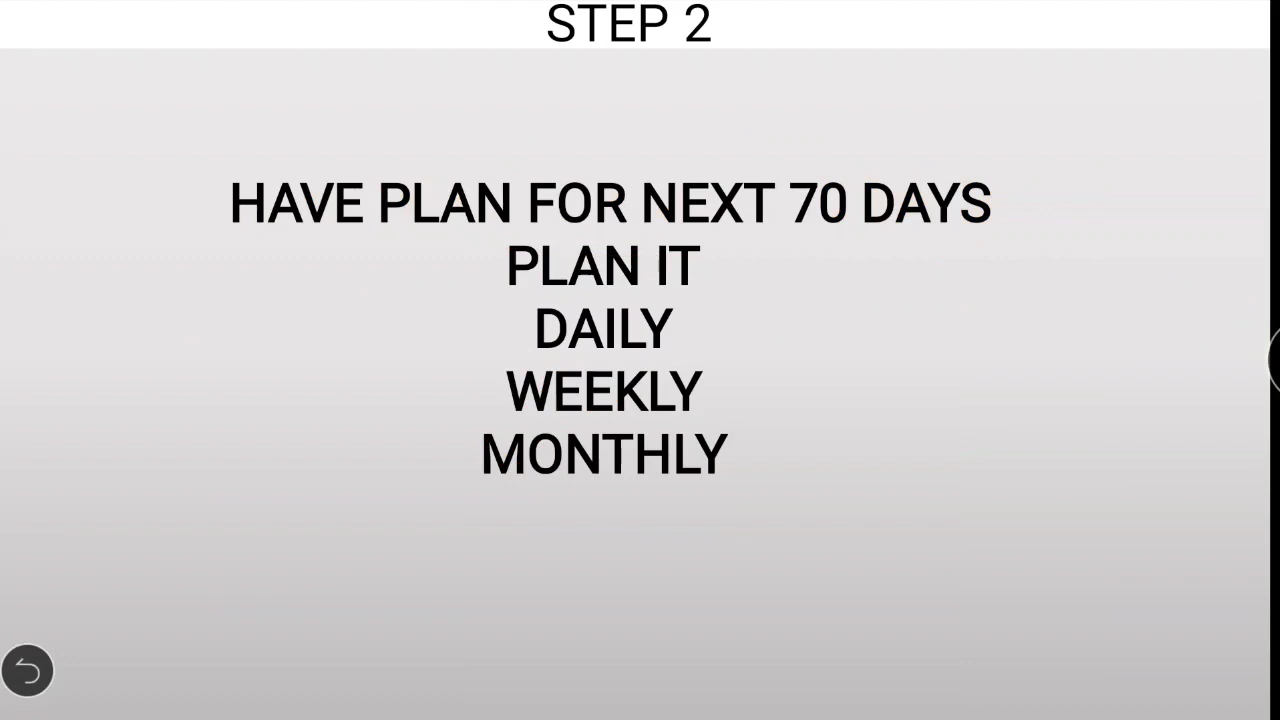 STEP 2
HAVE PLAN FOR NEXT 70 DAYS
PLAN IT
DAILY
WEEKLY
MONTHLY